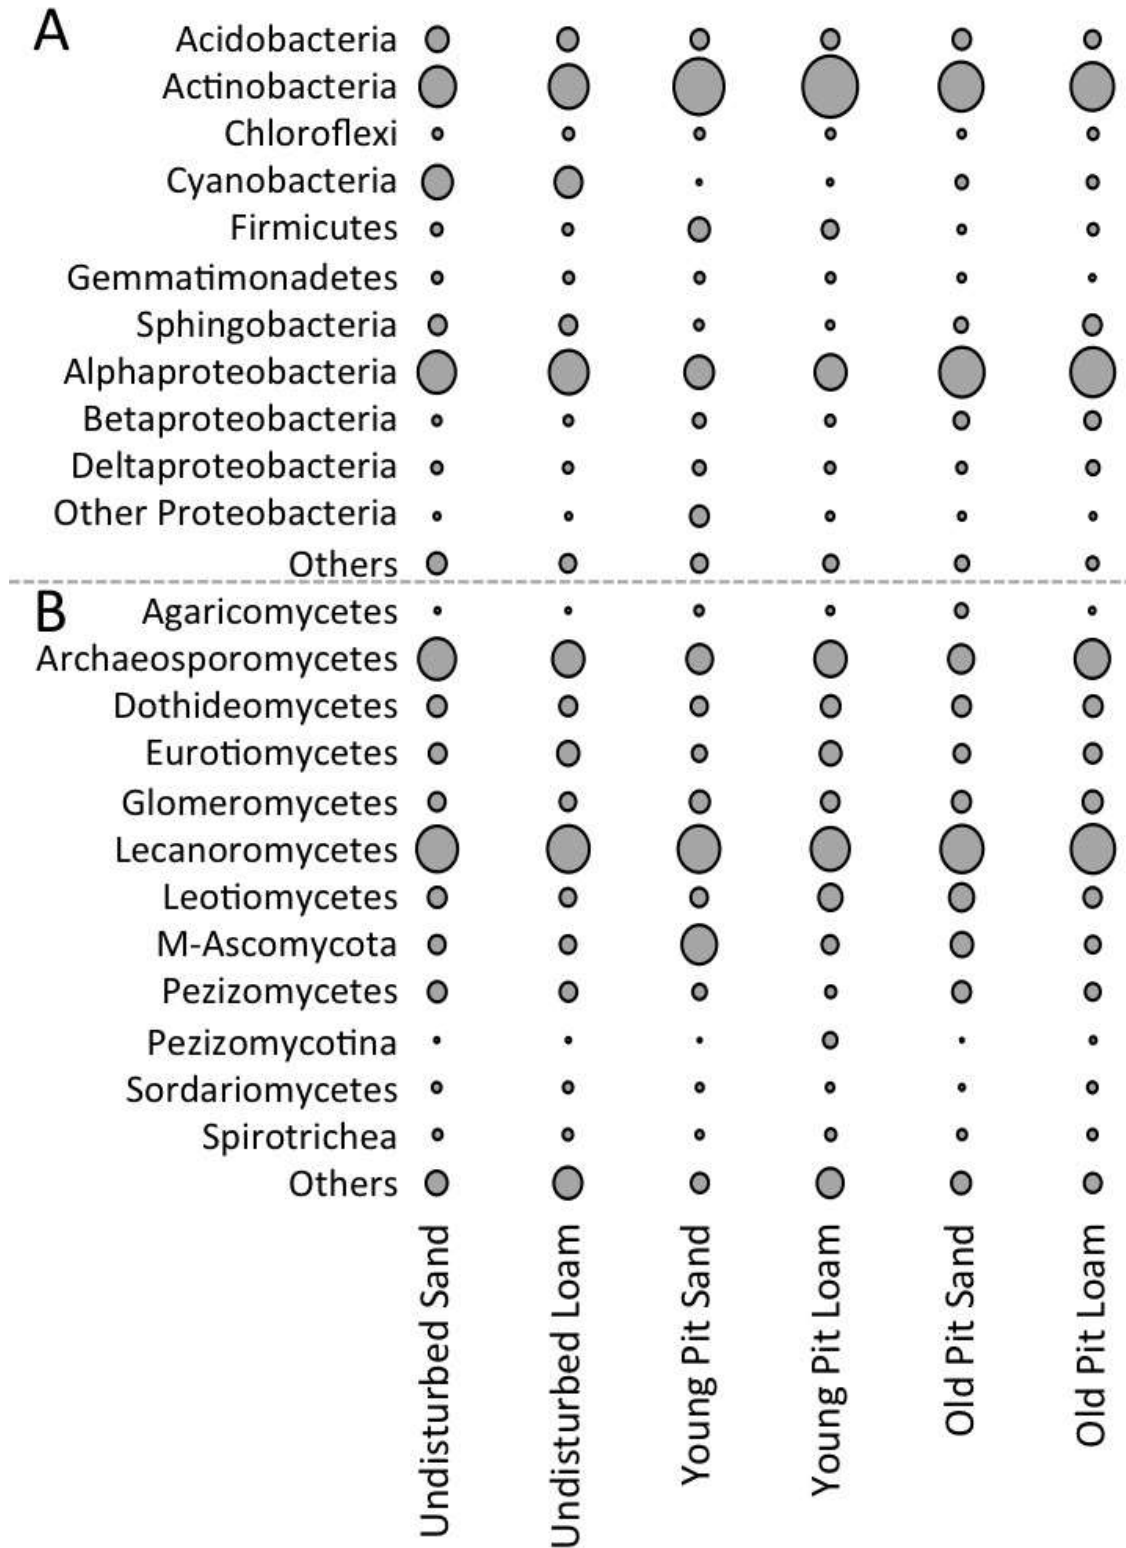 A
Acidobacteria
Actinobacteria
Chloroflexi
Cyanobacteria
Firmicutes
Gemmatimonadetes
Sphingobacteria
Alphaproteobacteria
Betaproteobacteria
Deltaproteobacteria
Other Proteobacteria
Others
B
Agaricomycetes
Archaeosporomycetes
Dothideomycetes
Eurotiomycetes
Glomeromycetes
Lecanoromycetes
Leotiomycetes
M-Ascomycota
Pezizomycetes
Pezizomycotina
Sordariomycetes
Spirotrichea
Others
Undisturbed Sand
Undisturbed Loam
Young Pit Sand
Young Pit Loam
Old Pit Sand
Old Pit Loam